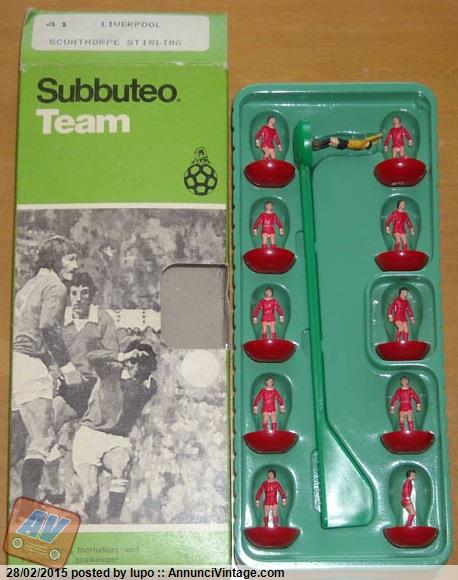 41 LIVERPOOL
SCUNTHORPE STIRLING
Subbuteo.
Team
AV
footballers and
goalkeeper
28/02/2015 posted by lupo :: AnnunciVintage.com